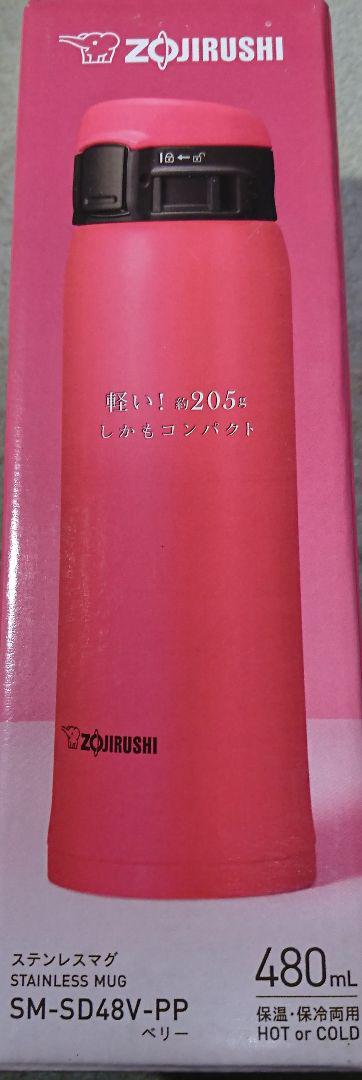 ZOJIRUSHI
軽い! 約205g
しかもコンパクト
ZOJIRUSHI
ステンレスマグ
STAINLESS MUG
SM-SD48V-PP
ベリー
480mL
保温・保冷両用
HOT or COLD